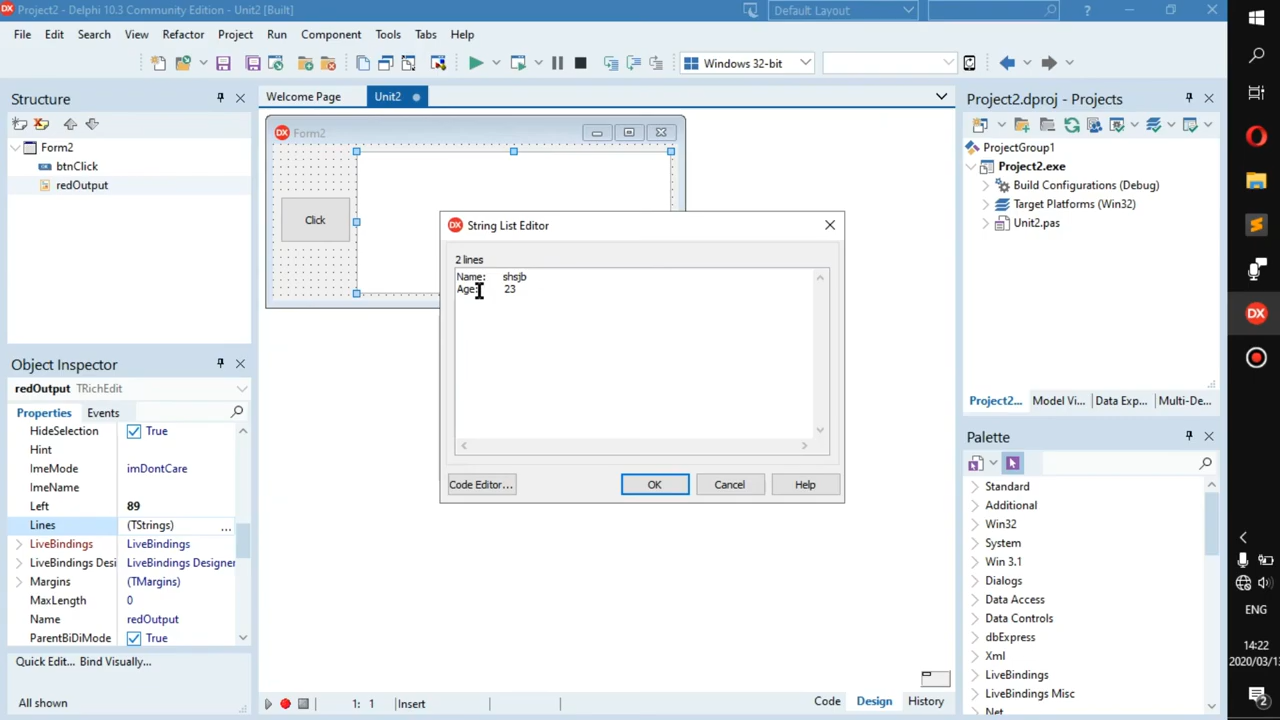 Project2 - Delphi 10.3 Community Edition - Unit2 [Built]
Default Layout
File Edit Search View Refactor Project Run Component Tools Tabs Help
Windows 32-bit
Structure
Form2
btnClick
redOutput
Welcome Page
Unit2
Form2
Click
String List Editor
2 lines
Name: shsjb
Age: 23
Code Editor...
OK
Cancel
Help
Object Inspector
redOutput TRichEdit
Properties
Events
HideSelection True
Hint
ImeMode imDontCare
ImeName
Left 89
Lines (TStrings) ...
LiveBindings LiveBindings
LiveBindings Desi LiveBindings Designer
Margins (TMargins)
MaxLength 0
Name redOutput
ParentBiDiMode True
Quick Edit... Bind Visually...
All shown
1: 1
Insert
Code
Design
History
Project2.dproj - Projects
ProjectGroup1
Project2.exe
Build Configurations (Debug)
Target Platforms (Win32)
Unit2.pas
Project2...
Model Vi...
Data Exp...
Multi-De...
Palette
Standard
Additional
Win32
System
Win 3.1
Dialogs
Data Access
Data Controls
dbExpress
Xml
LiveBindings
LiveBindings Misc
Net
DX
ENG
14:22
2020/03/1
2